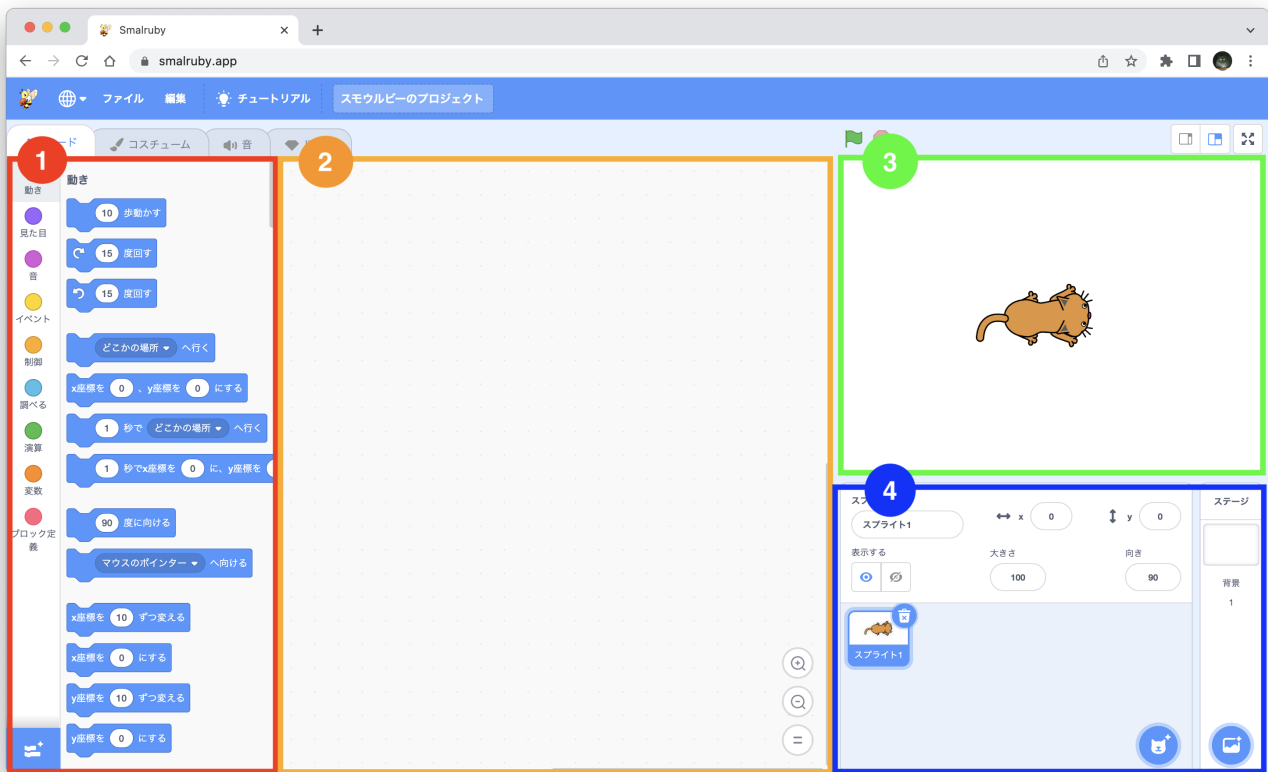 Smalruby
smalruby.app
ファイル
編集
チュートリアル
スモウルビーのプロジェクト
コスチューム
音
1
2
3
4
動き
見た目
音
イベント
制御
調べる
演算
変数
ブロック定
義
動き
10 歩動かす
15 度回す
15 度回す
どこかの場所 へ行く
x座標を 0 、y座標を 0 にする
1 秒で どこかの場所 へ行く
1 秒でx座標を 0 に、y座標を
90 度に向ける
マウスのポインター へ向ける
x座標を 10 ずつ変える
x座標を 0 にする
y座標を 10 ずつ変える
y座標を 0 にする
スプライト1
x 0
y 0
表示する
大きさ
100
向き
90
スプライト1
ステージ
背景
1